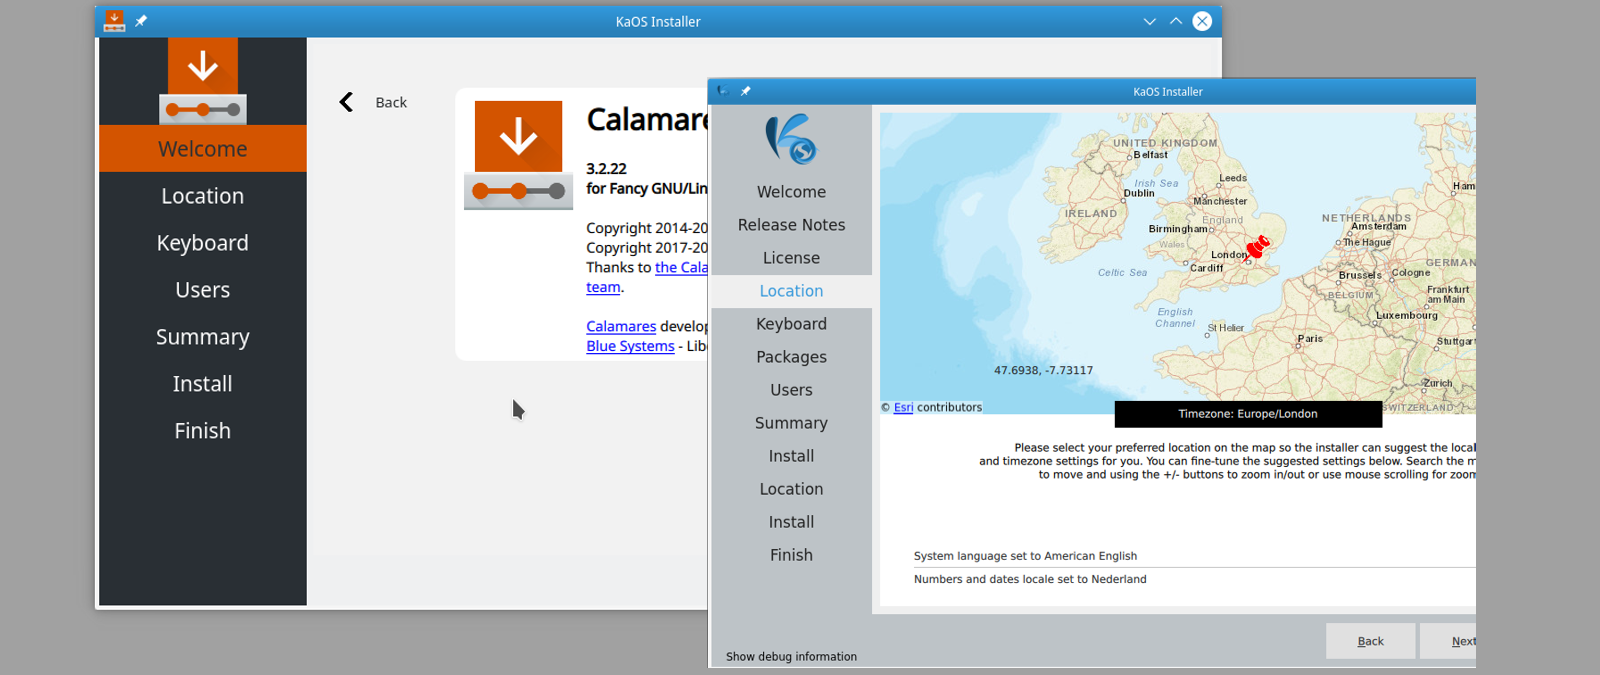 KaOS Installer
Welcome
Location
Keyboard
Users
Summary
Install
Finish
Back
3.2.22
for Fancy GNU/Lin
Copyright 2014-20
Copyright 2017-20
Thanks to the Cala
team.
Calamares develop
Blue Systems - Lib
Calamare
KaOS Installer
Welcome
Release Notes
License
Location
Keyboard
Packages
Users
Summary
Install
Location
Install
Finish
Show debug information
UNITED KINGDOM
Belfast
Leeds
Irish Sea
Dublin
Manchester
England
IRELAND
Birmingham
Wales
London
Cardiff
Celtic Sea
English
Channel
St Helier
Paris
NETHERLANDS
Amsterdam
The Hague
Ham
GERMAN
Brussels
Cologne
BELGIUM
Frankfurt
am Main
Luxembourg
Stuttgar
Zurich
SWITZERLAND
47.6938, -7.73117
© Esri contributors
Timezone: Europe/London
Please select your preferred location on the map so the installer can suggest the local
and timezone settings for you. You can fine-tune the suggested settings below. Search the m
to move and using the +/- buttons to zoom in/out or use mouse scrolling for zoom
System language set to American English
Numbers and dates locale set to Nederland
Back
Next